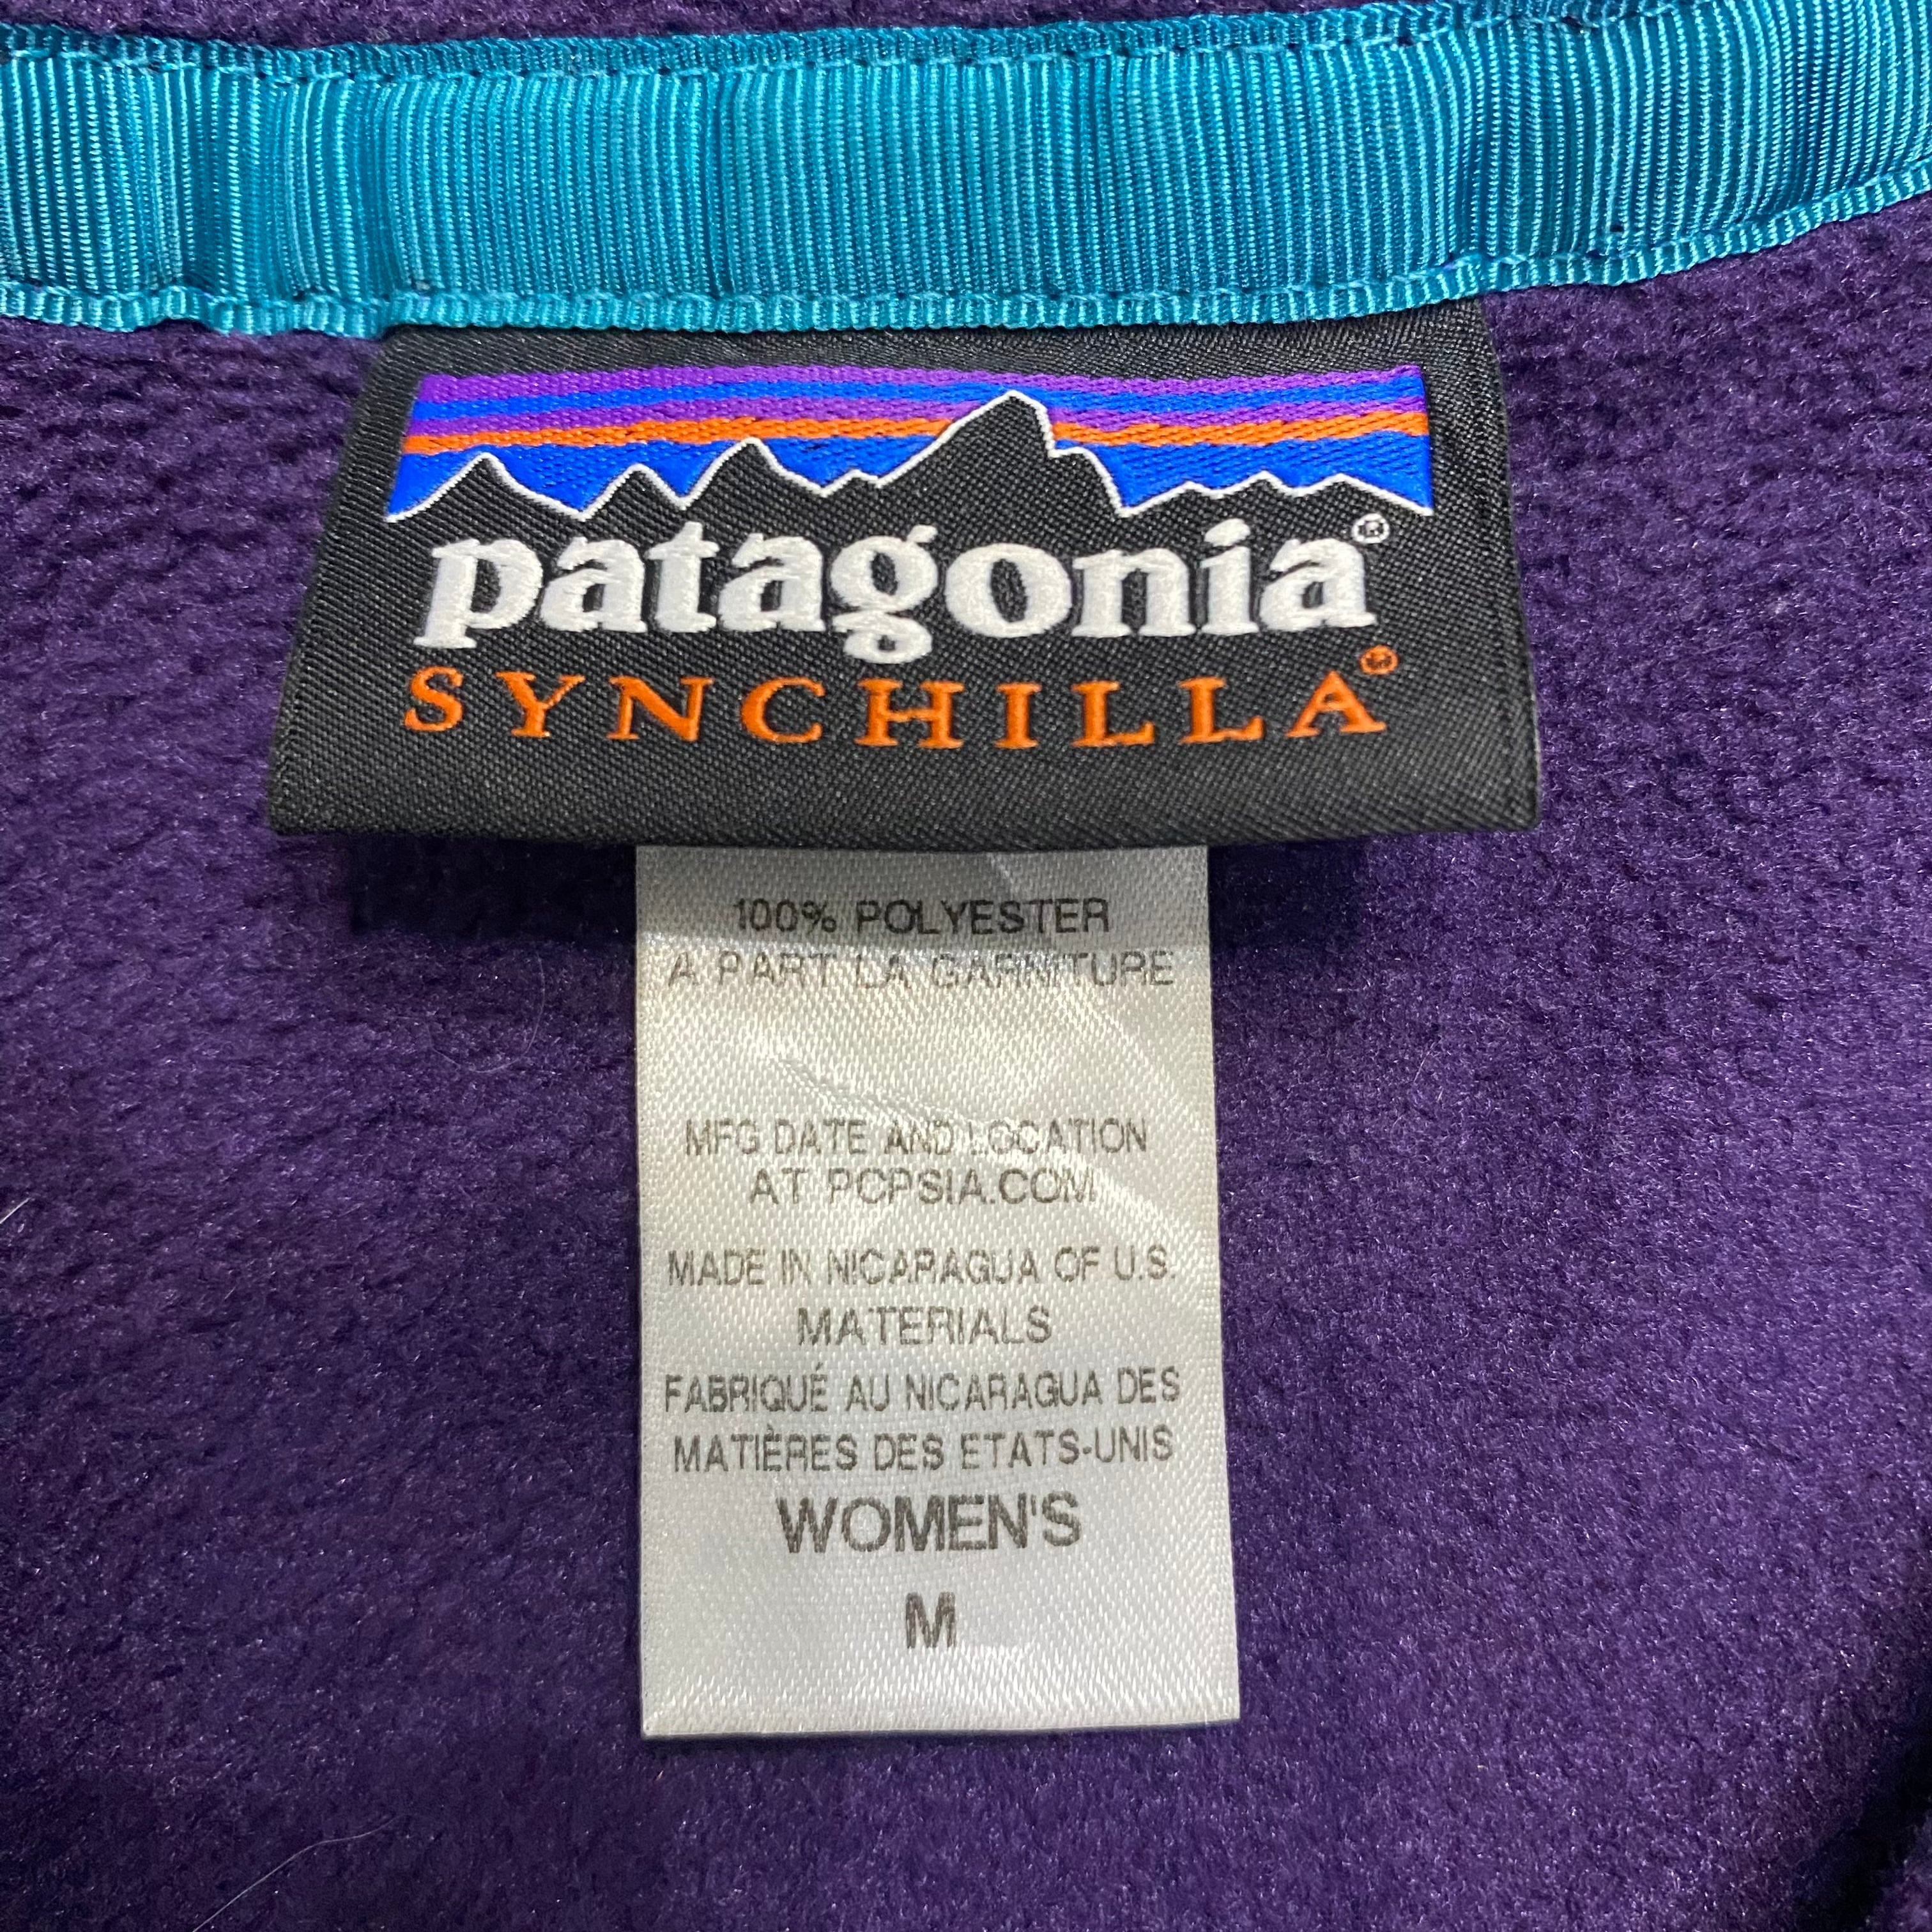 patagonia®
SYNCHILLA®
100% POLYESTER
A PART LA GARNITURE
MFG DATE AND LOCATION
AT PCPSIA.COM
MADE IN NICARAGUA OF U.S.
MATERIALS
FABRIQUÉ AU NICARAGUA DES
MATIÈRES DES ETATS-UNIS
WOMEN'S
M